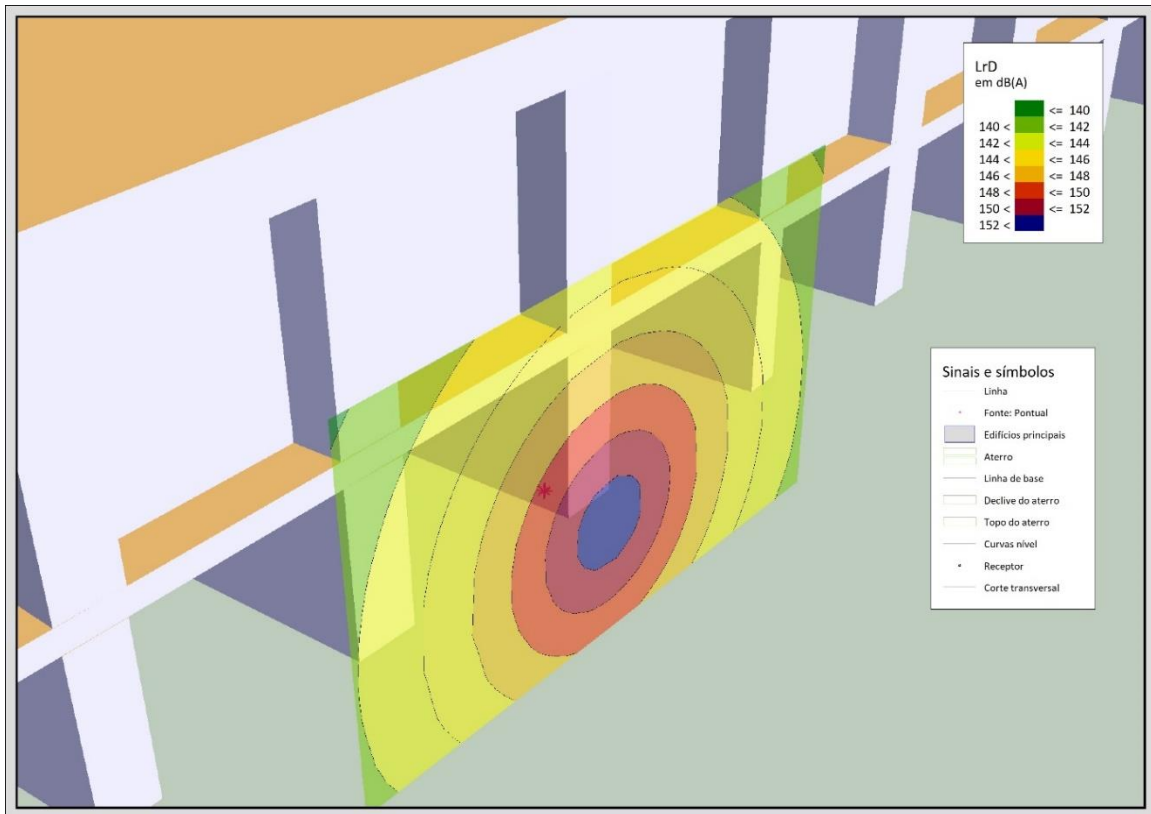 LrD
em dB(A)
<= 140
140 < <= 142
142 < <= 144
144 < <= 146
146 < <= 148
148 < <= 150
150 < <= 152
152 <
Sinais e símbolos
Linha
Fonte: Pontual
Edifícios principais
Aterro
Linha de base
Declive do aterro
Topo do aterro
Curvas nível
Receptor
Corte transversal